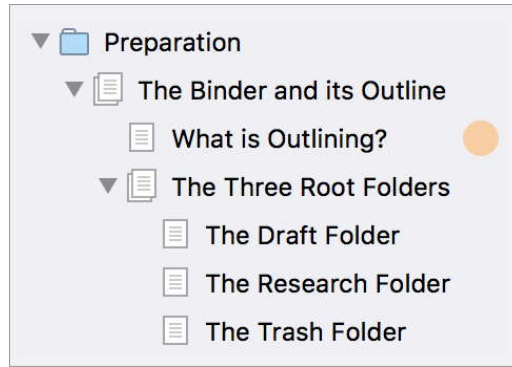 Preparation
The Binder and its Outline
What is Outlining?
The Three Root Folders
The Draft Folder
The Research Folder
The Trash Folder